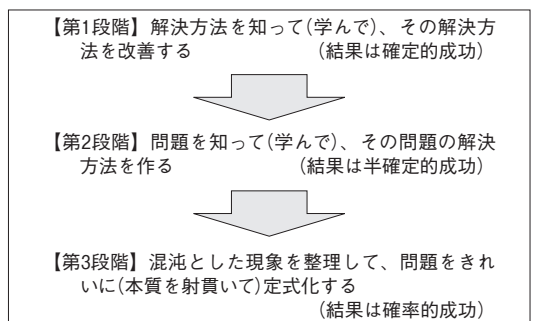 【第1段階】解決方法を知って(学んで)、その解決方
法を改善する （結果は確定的成功）
【第2段階】問題を知って(学んで)、その問題の解決
方法を作る （結果は半確定的成功）
【第3段階】混沌とした現象を整理して、問題をきれ
いに(本質を射貫いて)定式化する
（結果は確率的成功）